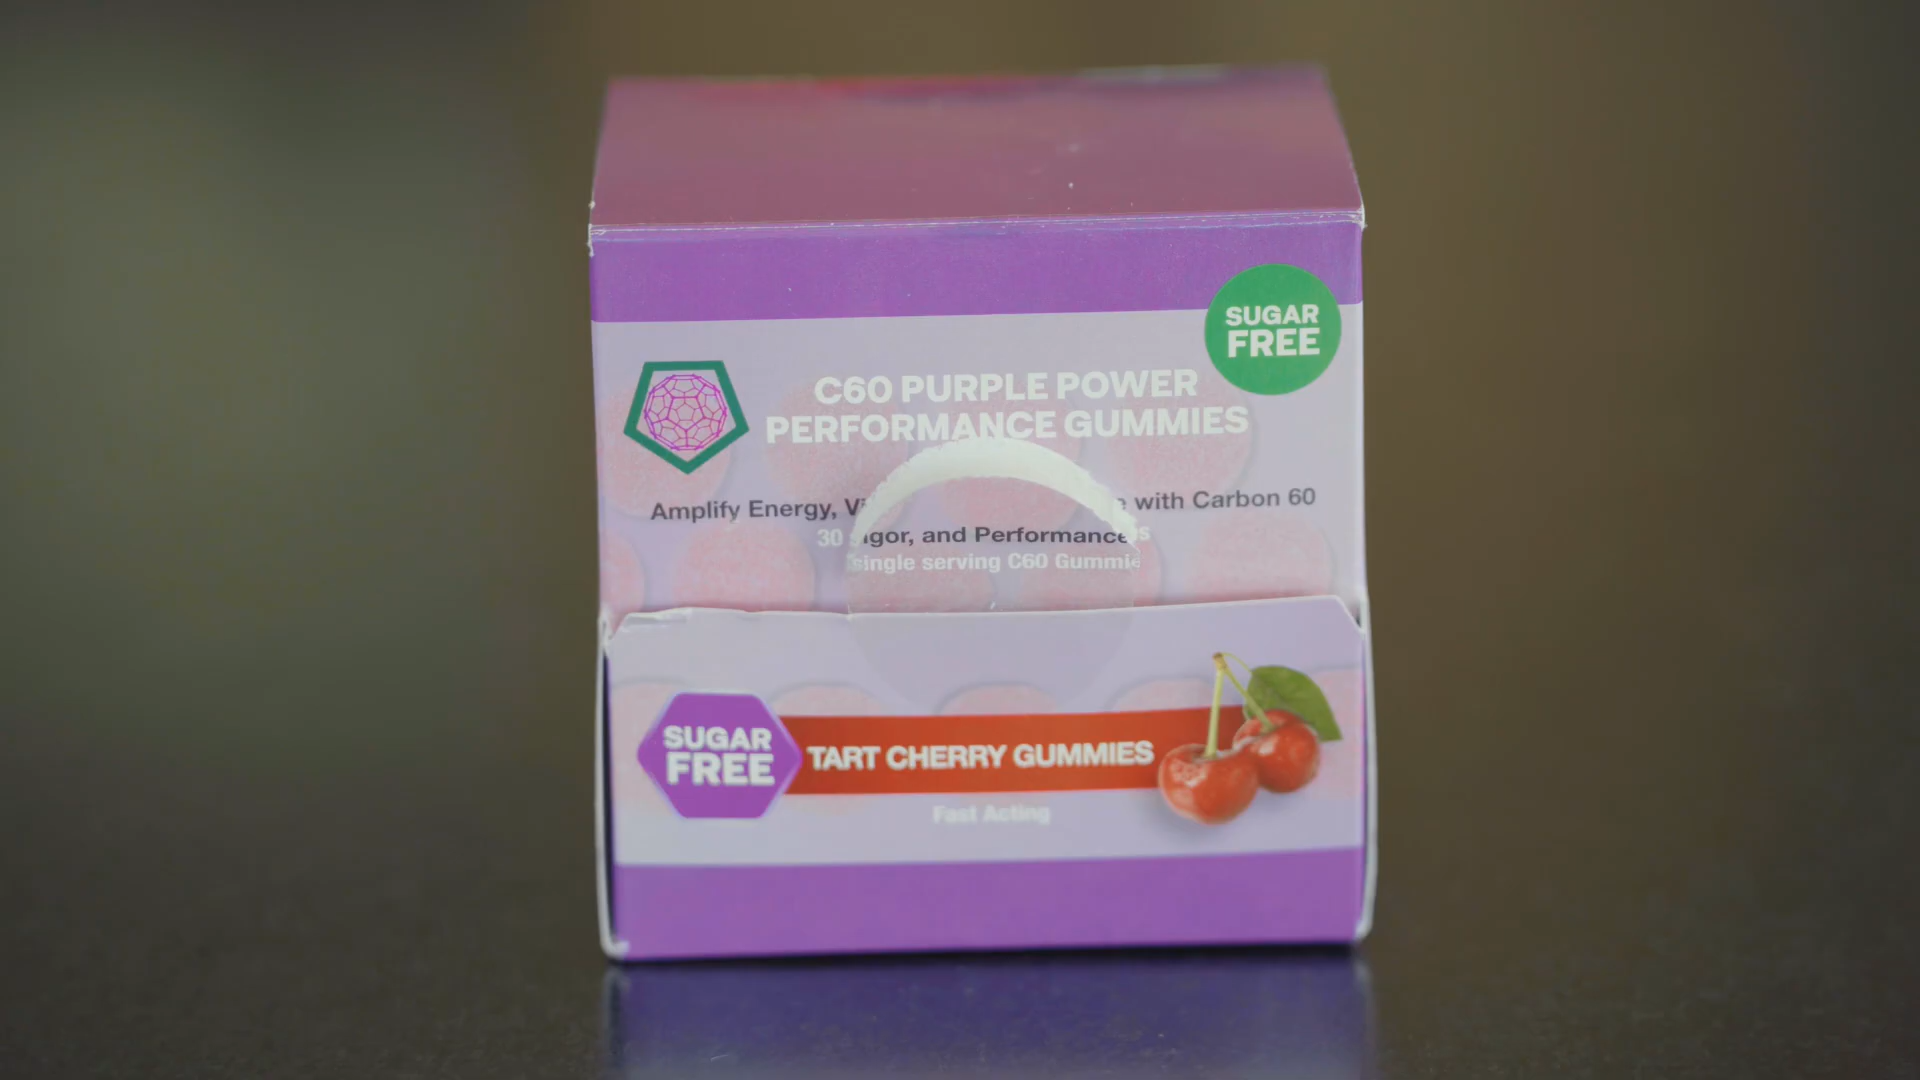 SUGAR
FREE
C60 PURPLE POWER
PERFORMANCE GUMMIES
Amplify Energy, Vi with Carbon 60
30 igor, and Performance
single serving C60 Gummie
SUGAR
FREE
TART CHERRY GUMMIES
Fast Acting